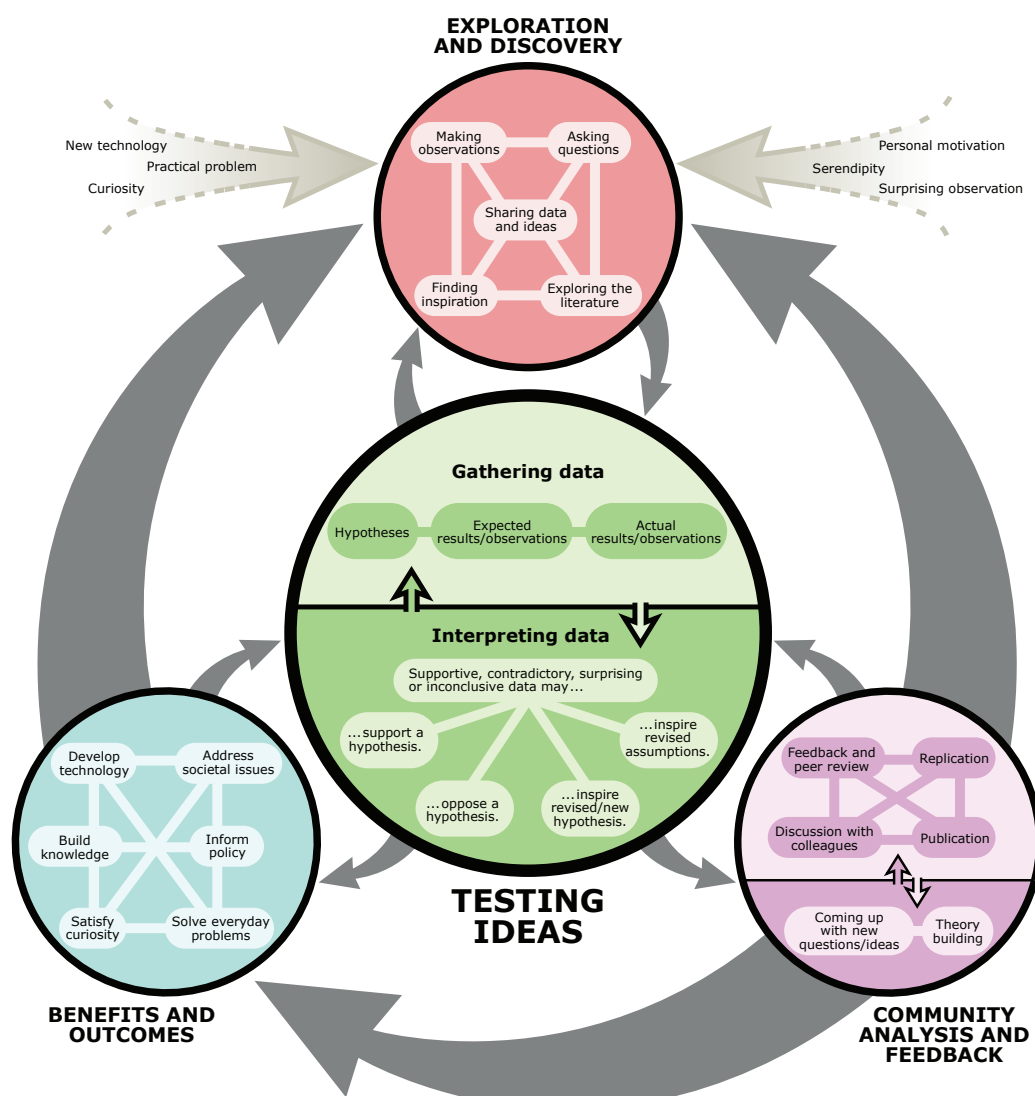 EXPLORATION
AND DISCOVERY
New technology
Practical problem
Curiosity
Personal motivation
Serendipity
Surprising observation
Making
observations
Asking
questions
Sharing data
and ideas
Finding
inspiration
Exploring the
literature
Gathering data
Hypotheses
Expected
results/observations
Actual
results/observations
Interpreting data
Supportive, contradictory, surprising
or inconclusive data may...
...support a
hypothesis.
...oppose a
hypothesis.
...inspire
revised/new
hypothesis.
...inspire
revised
assumptions.
TESTING
IDEAS
Develop
technology
Address
societal issues
Build
knowledge
Inform
policy
Satisfy
curiosity
Solve everyday
problems
BENEFITS AND
OUTCOMES
Feedback and
peer review
Replication
Discussion with
colleagues
Publication
Coming up
with new
questions/ideas
Theory
building
COMMUNITY
ANALYSIS AND
FEEDBACK